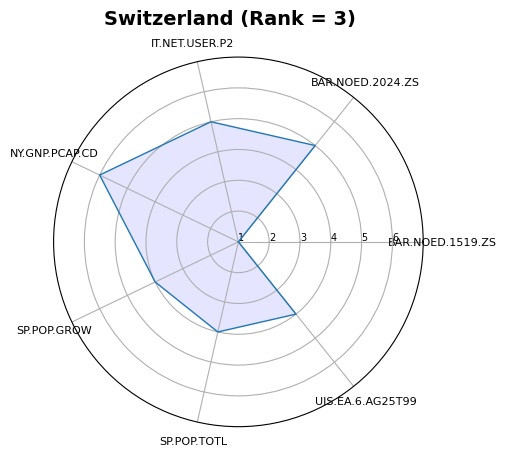 Switzerland (Rank = 3)
IT.NET.USER.P2
BAR.NOED.2024.ZS
NY.GNP.PCAP.CD
1 2 3 4 5 6
BAR.NOED.1519.ZS
SP.POP.GROW
UIS.EA.6.AG25T99
SP.POP.TOTL